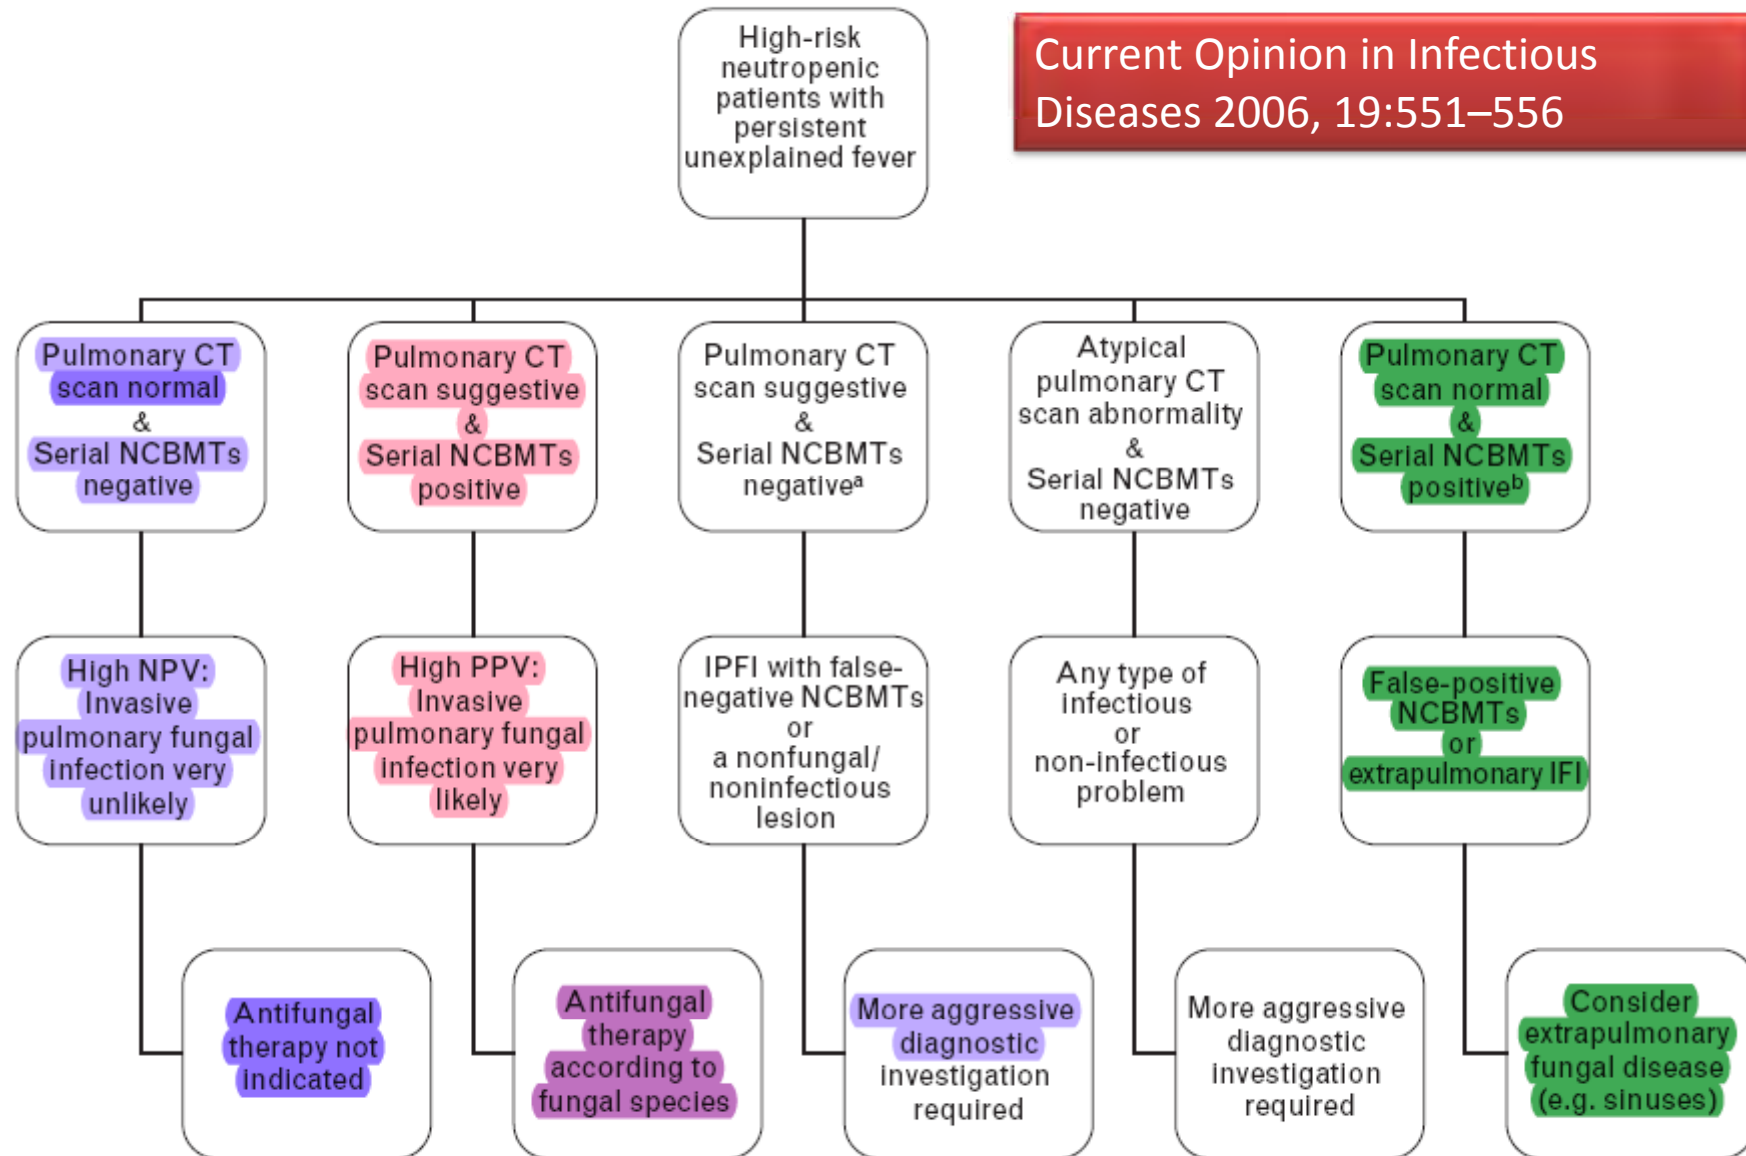 High-risk
neutropenic
patients with
persistent
unexplained fever
Current Opinion in Infectious
Diseases 2006, 19:551–556
Pulmonary CT
scan normal
&
Serial NCBMTs
negative
Pulmonary CT
scan suggestive
&
Serial NCBMTs
positive
Pulmonary CT
scan suggestive
&
Serial NCBMTs
negativeᵃ
Atypical
pulmonary CT
scan abnormality
&
Serial NCBMTs
negative
Pulmonary CT
scan normal
&
Serial NCBMTs
positiveᵇ
High NPV:
Invasive
pulmonary fungal
infection very
unlikely
High PPV:
Invasive
pulmonary fungal
infection very
likely
IPFI with false-
negative NCBMTs
or
a nonfungal/
noninfectious
lesion
Any type of
infectious
or
non-infectious
problem
False-positive
NCBMTs
or
extrapulmonary IFI
Antifungal
therapy not
indicated
Antifungal
therapy
according to
fungal species
More aggressive
diagnostic
investigation
required
More aggressive
diagnostic
investigation
required
Consider
extrapulmonary
fungal disease
(e.g. sinuses)